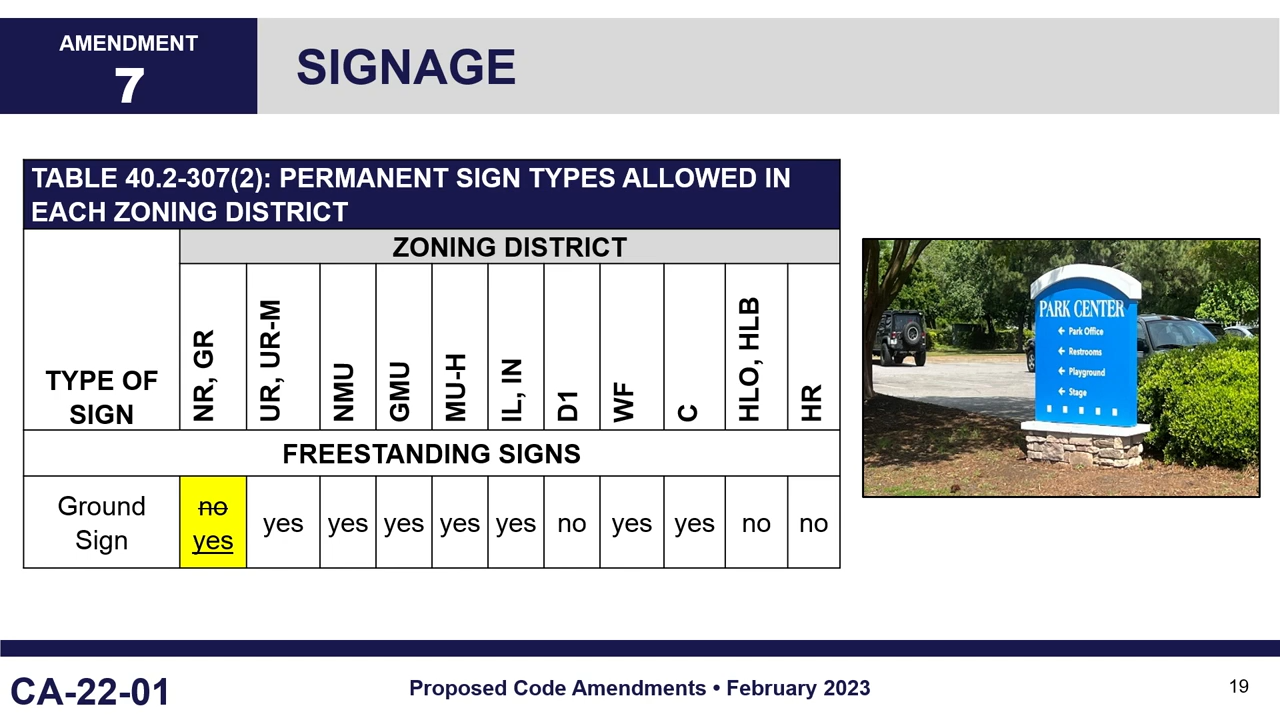 AMENDMENT
7
SIGNAGE
TABLE 40.2-307(2): PERMANENT SIGN TYPES ALLOWED IN
EACH ZONING DISTRICT
TYPE OF
SIGN
ZONING DISTRICT
NR, GR
UR, UR-M
NMU
GMU
MU-H
IL, IN
D1
WF
C
HLO, HLB
HR
FREESTANDING SIGNS
Ground
Sign
no
yes
yes
yes
yes
yes
yes
no
yes
yes
no
no
PARK CENTER
← Park Office
← Restrooms
← Playground
← Stage
CA-22-01
Proposed Code Amendments • February 2023
19